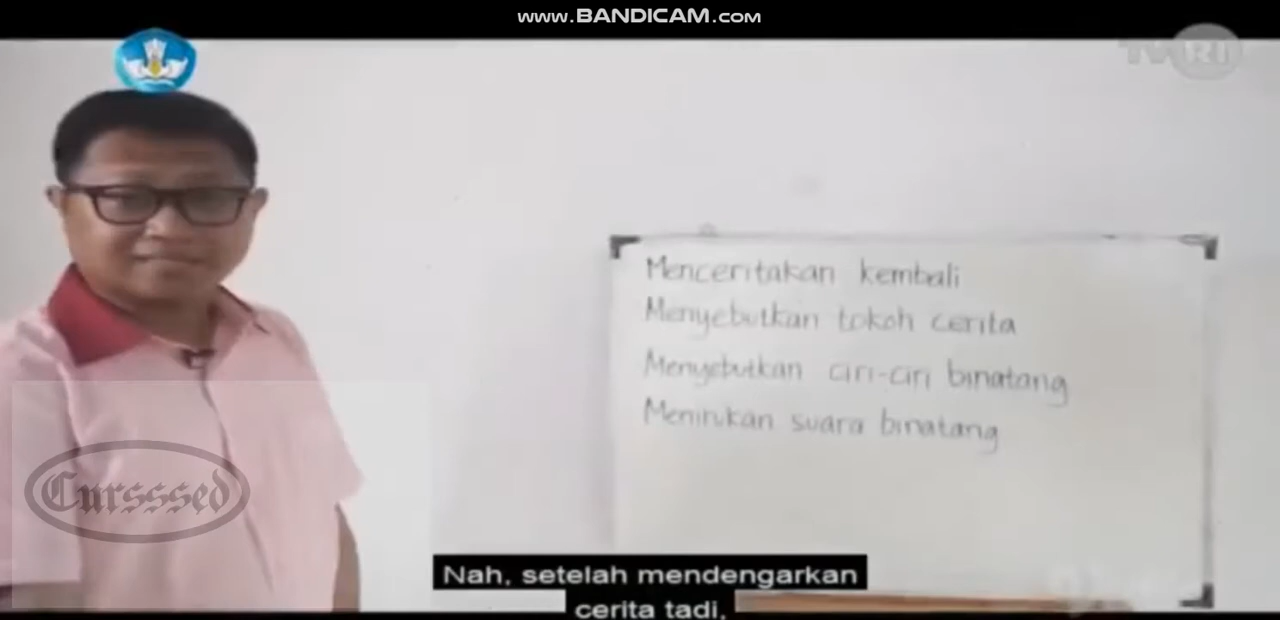 www.BANDICAM.com
TVRI
Menceritakan kembali
Menyebutkan tokoh cerita
Menyebutkan ciri-ciri binatang
Menirukan suara binatang
Cursssed
Nah, setelah mendengarkan
cerita tadi,